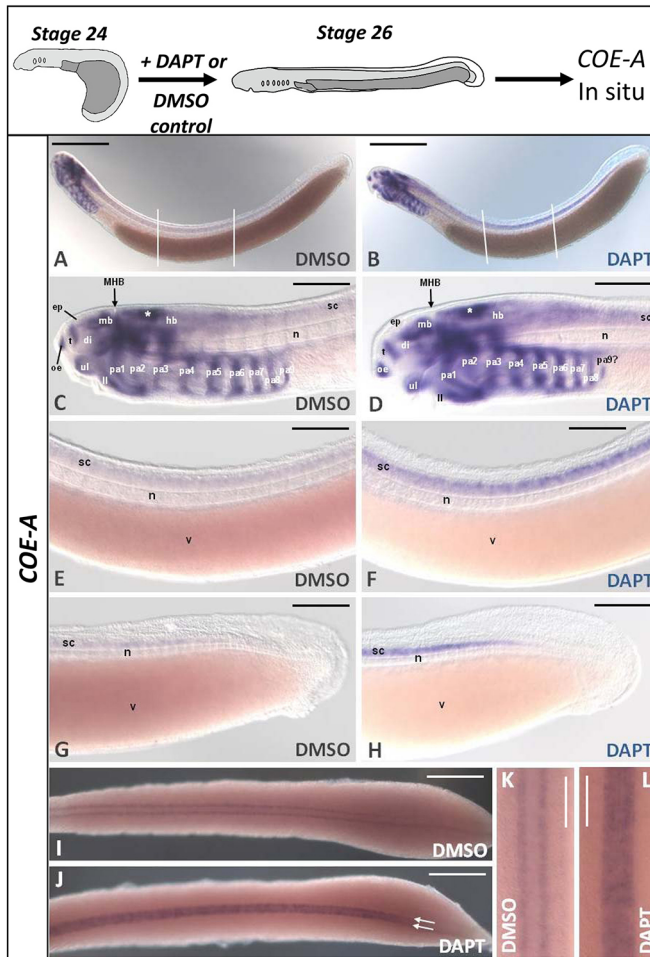 Stage 24
+ DAPT or
DMSO
control
Stage 26
COE-A
In situ
COE-A
A
DMSO
B
DAPT
MHB
ep
mb
*
hb
sc
t
di
n
oe
ul
ll
pa1 pa2 pa3 pa4 pa5 pa6 pa7
pa8
C
DMSO
MHB
ep
mb
*
hb
sc
t
di
n
oe
pa2 pa3 pa4 pa5 pa6 pa7
pa9?
pa1
pa8
ul
ll
D
DAPT
sc
n
v
E
DMSO
sc
n
v
F
DAPT
sc
n
v
G
DMSO
sc
n
v
H
DAPT
I
DMSO
J
DAPT
K
DMSO
L
DAPT